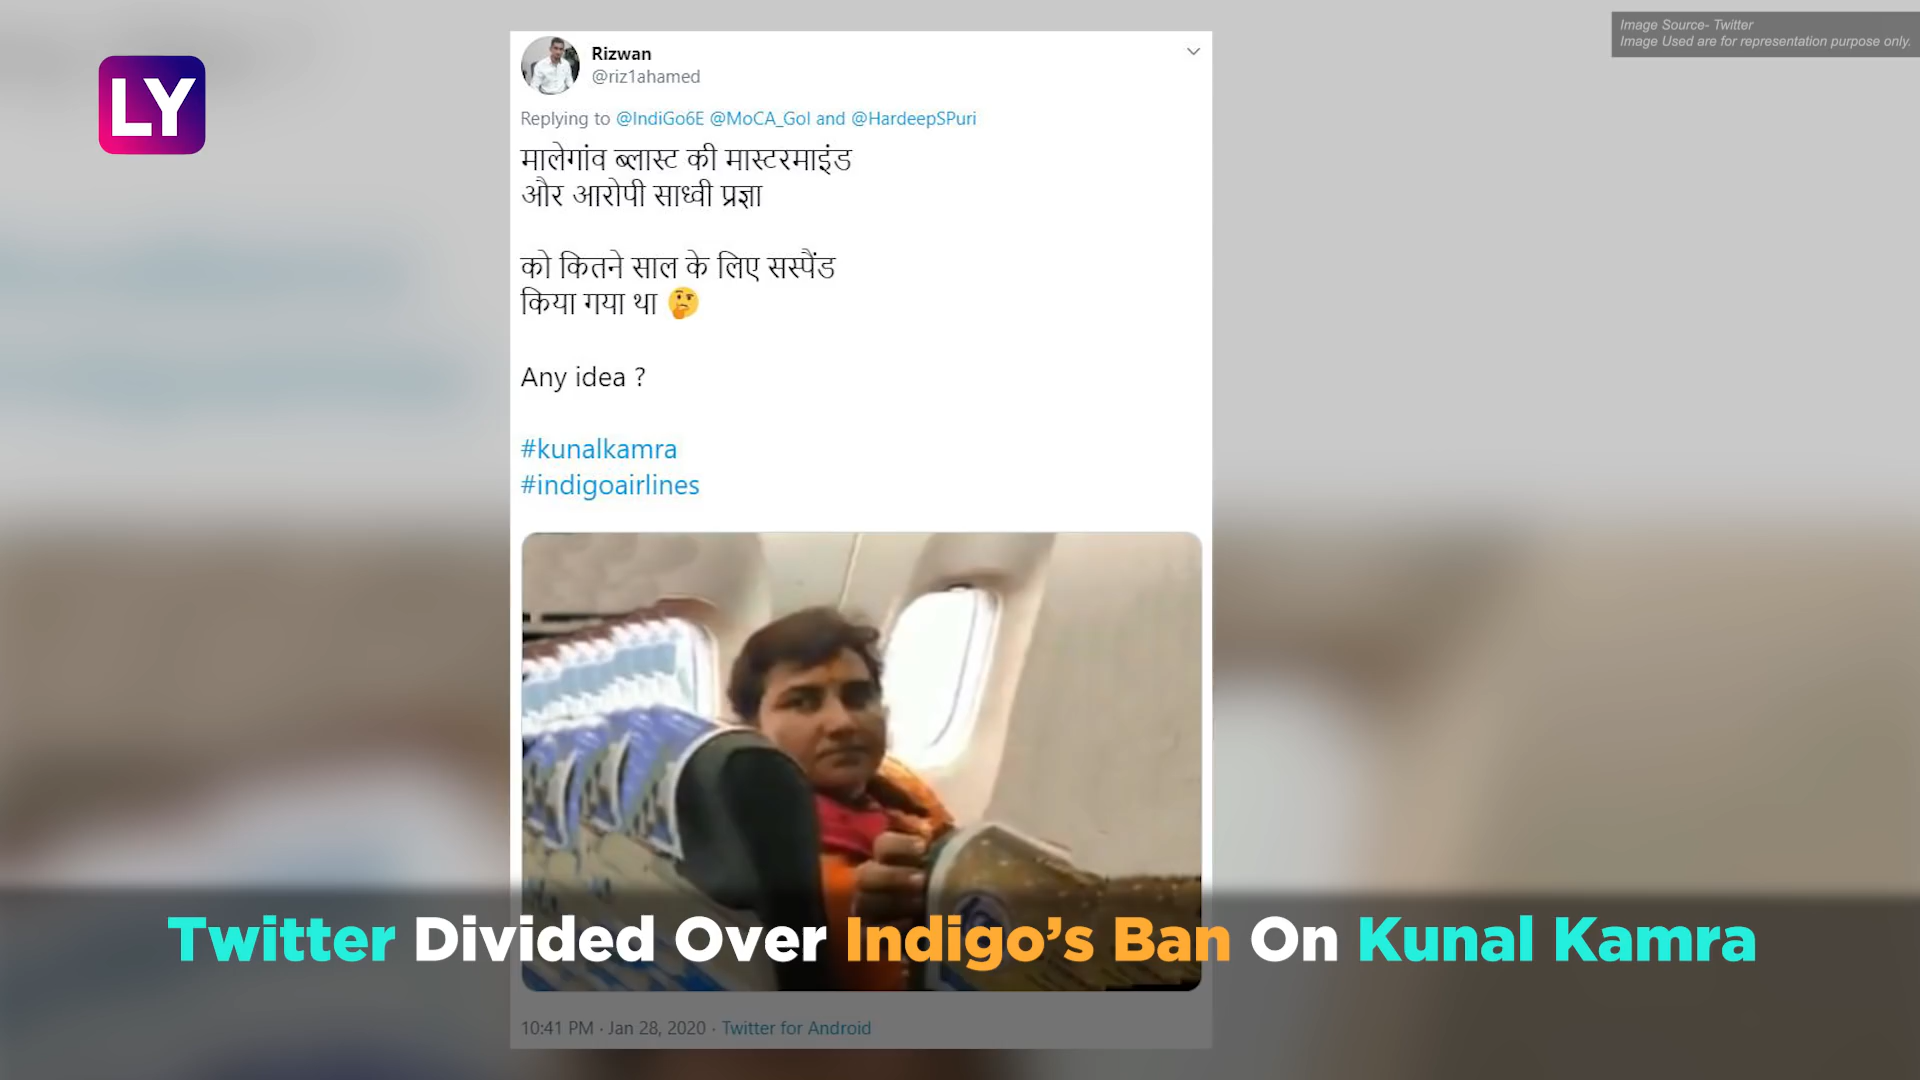 LY
Image Source- Twitter
Image Used are for representation purpose only.
Rizwan
@riz1ahamed
Replying to @IndiGo6E @MoCA_GoI and @HardeepSPuri
मालेगांव ब्लास्ट की मास्टरमाइंड
और आरोपी साध्वी प्रज्ञा
को कितने साल के लिए सस्पैंड
किया गया था 🤔
Any idea ?
#kunalkamra
#indigoairlines
Twitter Divided Over Indigo’s Ban On Kunal Kamra
10:41 PM · Jan 28, 2020 · Twitter for Android